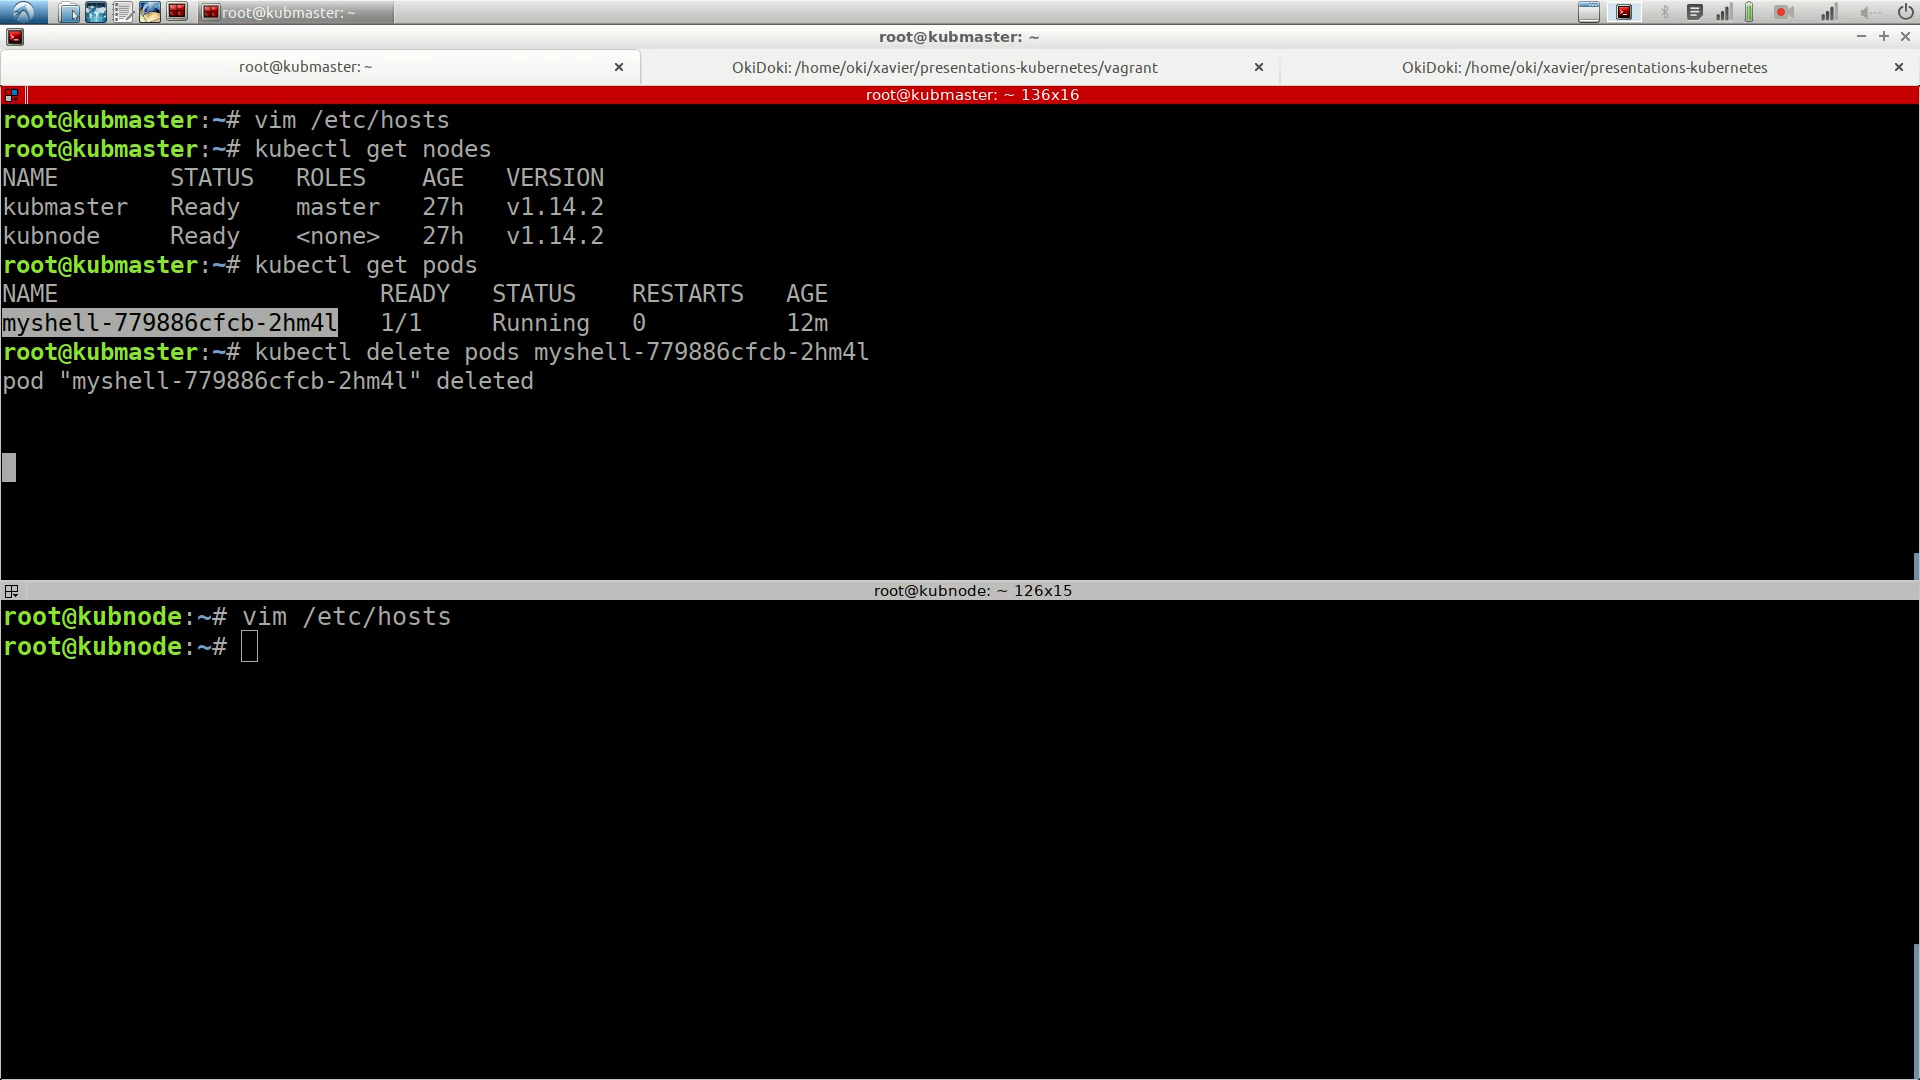 root@kubmaster: ~
root@kubmaster: ~
root@kubmaster: ~
OkiDoki: /home/oki/xavier/presentations-kubernetes/vagrant
OkiDoki: /home/oki/xavier/presentations-kubernetes
root@kubmaster: ~ 136x16
root@kubmaster:~# vim /etc/hosts
root@kubmaster:~# kubectl get nodes
NAME        STATUS   ROLES    AGE   VERSION
kubmaster   Ready    master   27h   v1.14.2
kubnode     Ready    <none>   27h   v1.14.2
root@kubmaster:~# kubectl get pods
NAME                       READY   STATUS    RESTARTS   AGE
myshell-779886cfcb-2hm4l   1/1     Running   0          12m
root@kubmaster:~# kubectl delete pods myshell-779886cfcb-2hm4l
pod "myshell-779886cfcb-2hm4l" deleted
root@kubnode: ~ 126x15
root@kubnode:~# vim /etc/hosts
root@kubnode:~#